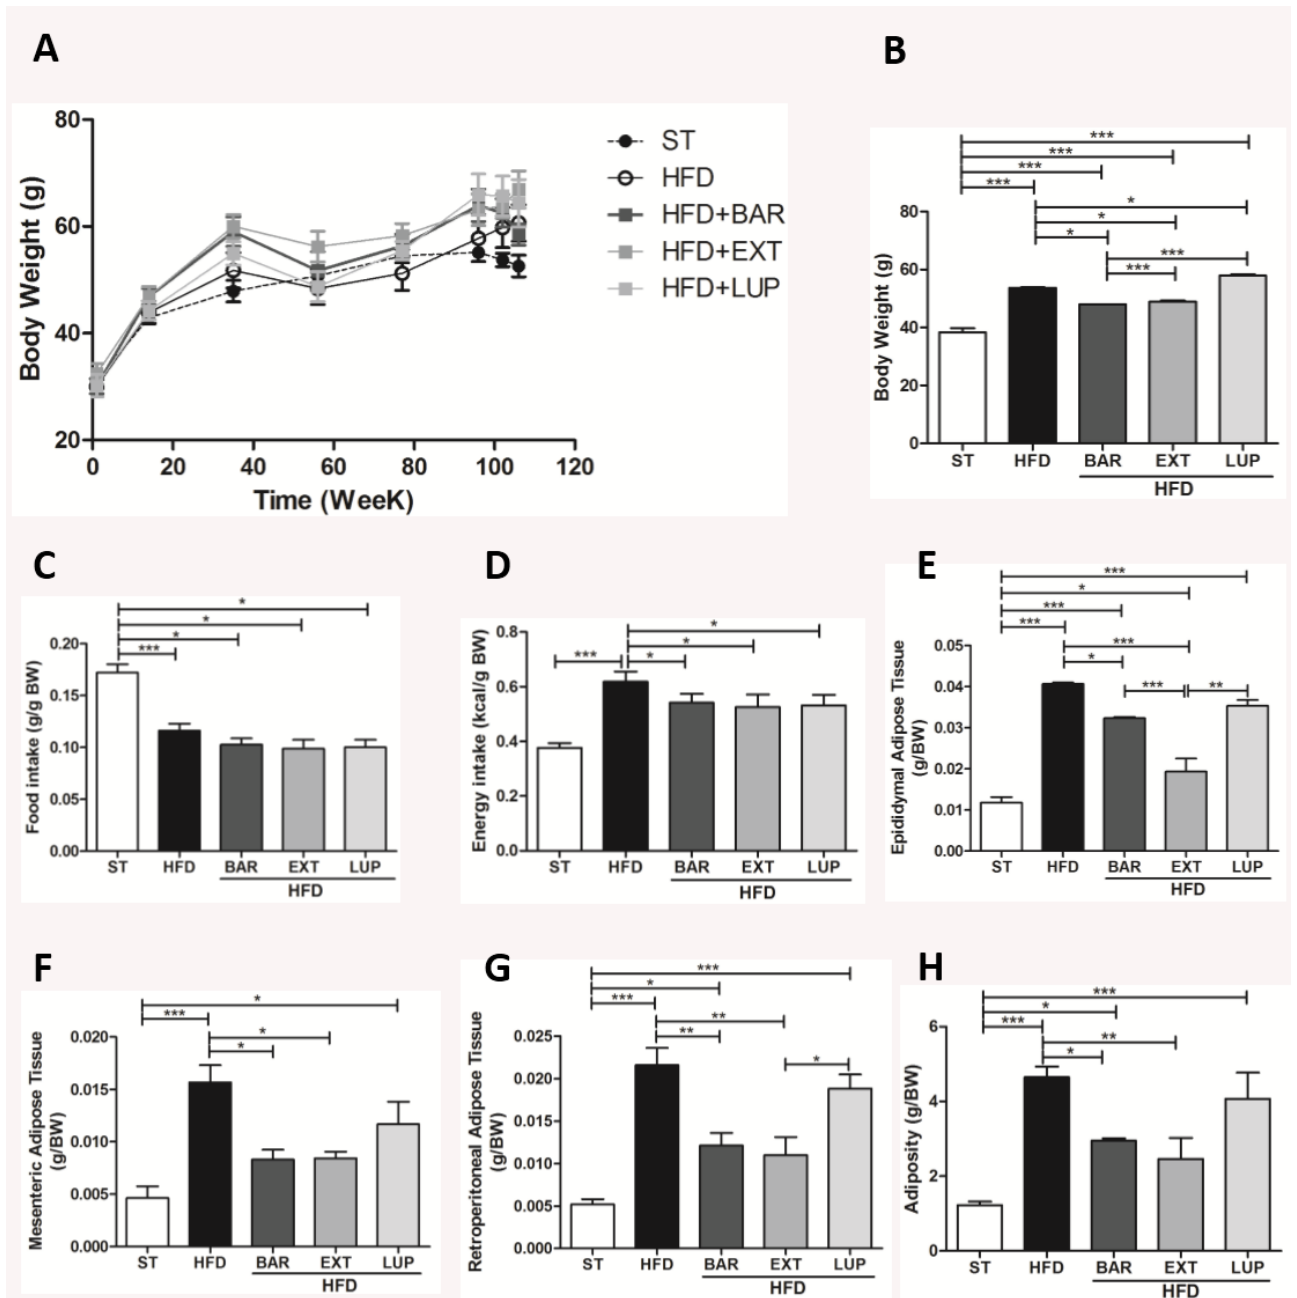 A
80
60
40
20
Body Weight (g)
0 20 40 60 80 100 120
Time (WeeK)
ST
HFD
HFD+BAR
HFD+EXT
HFD+LUP
B
***
***
***
***
*
*
*
***
***
80
60
40
20
0
Body Weight (g)
ST HFD BAR EXT LUP
HFD
C
*
*
*
***
0.20
0.15
0.10
0.05
0.00
Food intake (g/g BW)
ST HFD BAR EXT LUP
HFD
D
*
*
*** *
0.8
0.6
0.4
0.2
0.0
Energy intake (kcal/g BW)
ST HFD BAR EXT LUP
HFD
E
***
*
***
***
***
*
*** **
0.05
0.04
0.03
0.02
0.01
0.00
Epididymal Adipose Tissue
(g/BW)
ST HFD BAR EXT LUP
HFD
F
*
***
*
*
0.020
0.015
0.010
0.005
0.000
Mesenteric Adipose Tissue
(g/BW)
ST HFD BAR EXT LUP
HFD
G
***
*
***
**
**
*
0.025
0.020
0.015
0.010
0.005
0.000
Retroperitoneal Adipose Tissue
(g/BW)
ST HFD BAR EXT LUP
HFD
H
***
*
***
**
*
6
4
2
0
Adiposity (g/BW)
ST HFD BAR EXT LUP
HFD